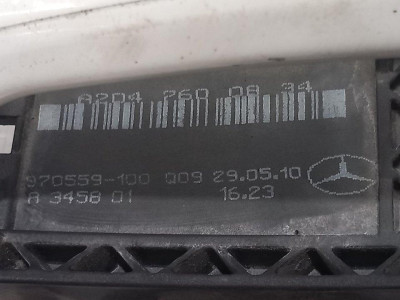 A204 760 08 34
970559-100 Q09 29.05.10
A 3458 01 16.23